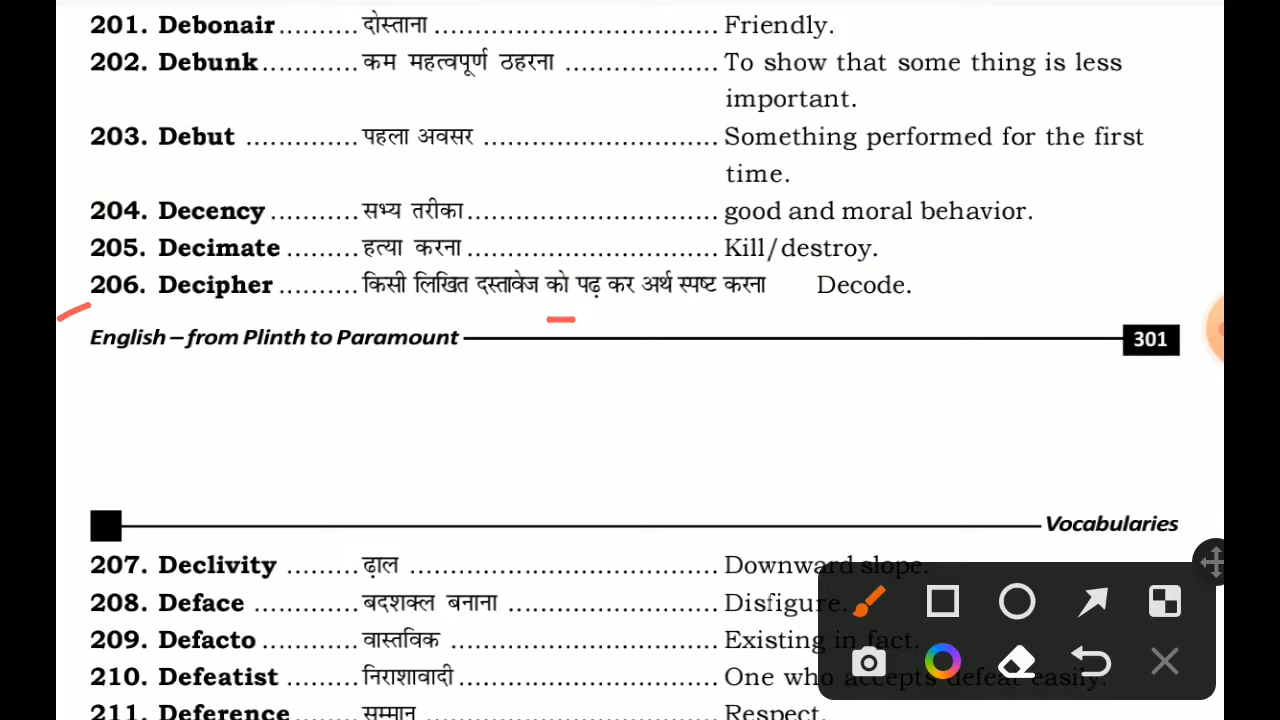 201. Debonair.......... दोस्ताना ................................... Friendly.
202. Debunk............ कम महत्वपूर्ण ठहरना ................... To show that some thing is less
important.
203. Debut .............. पहला अवसर ............................. Something performed for the first
time.
204. Decency........... सभ्य तरीका............................... good and moral behavior.
205. Decimate ......... हत्या करना ............................... Kill/destroy.
206. Decipher .......... किसी लिखित दस्तावेज को पढ़ कर अर्थ स्पष्ट करना Decode.
English – from Plinth to Paramount 301
Vocabularies
207. Declivity ......... ढ़ाल ...................................... Downward slope.
208. Deface ............. बदशक्ल बनाना .......................... Disfigure.
209. Defacto ............ वास्तविक ................................. Existing in fact.
210. Defeatist .......... निराशावादी................................ One who accepts defeat easily.
211. Deference ........ सम्मान .................................... Respect.